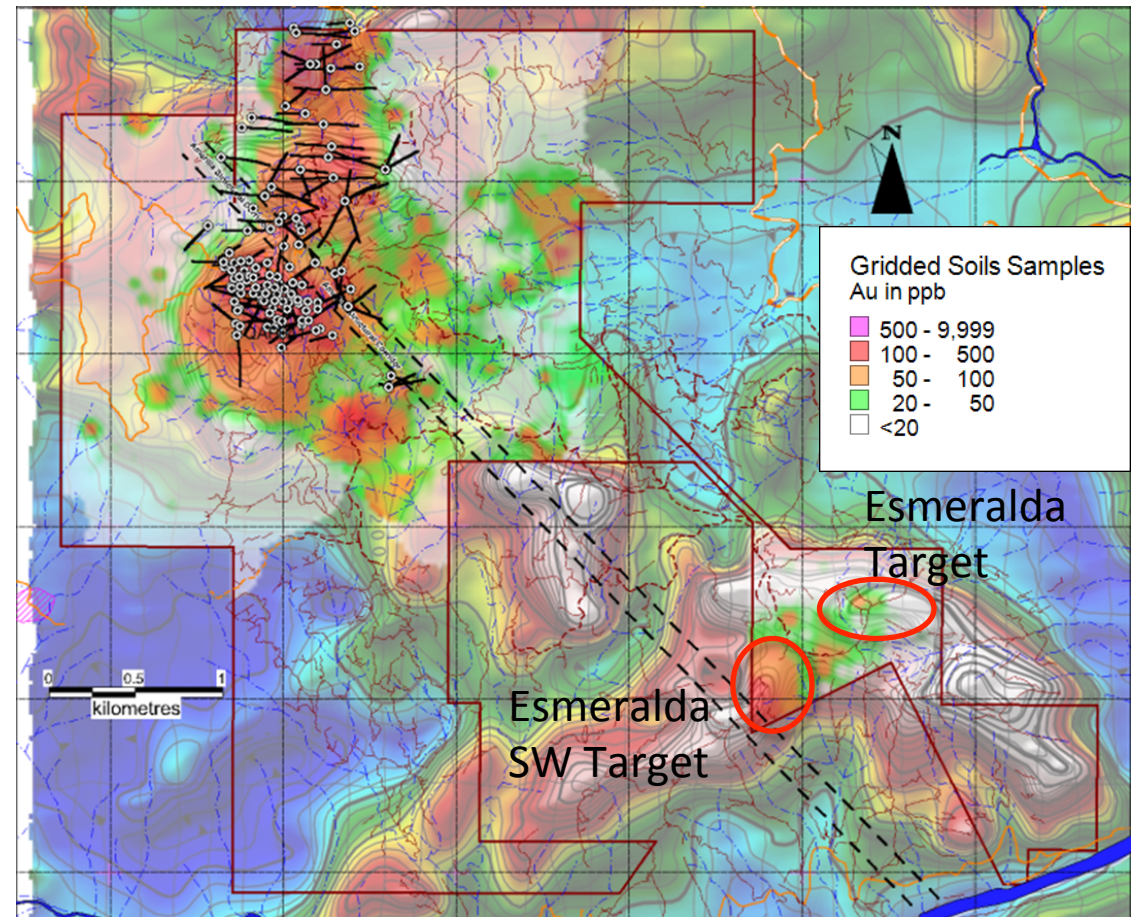 N
Gridded Soils Samples
Au in ppb
500 - 9,999
100 - 500
50 - 100
20 - 50
<20
Esmeralda
Target
Esmeralda
SW Target
0 0.5 1
kilometres